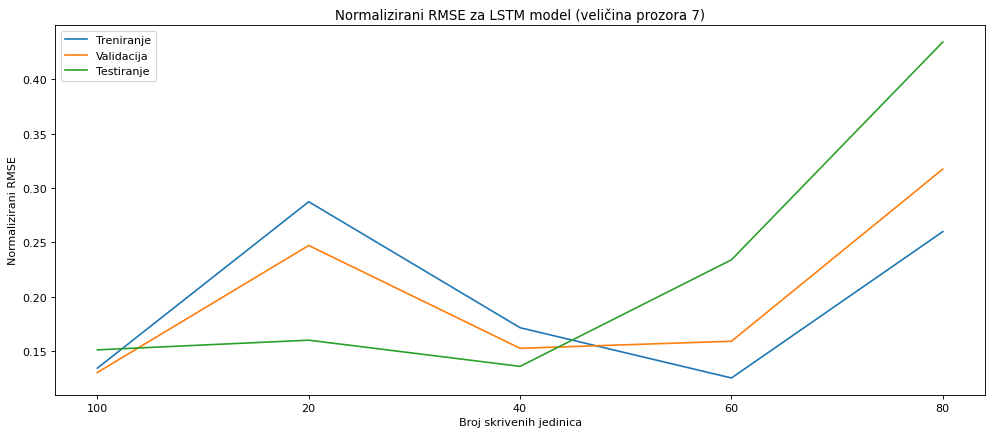 Normalizirani RMSE za LSTM model (veličina prozora 7)
Treniranje
Validacija
Testiranje
Normalizirani RMSE
0.40
0.35
0.30
0.25
0.20
0.15
100 20 40 60 80
Broj skrivenih jedinica